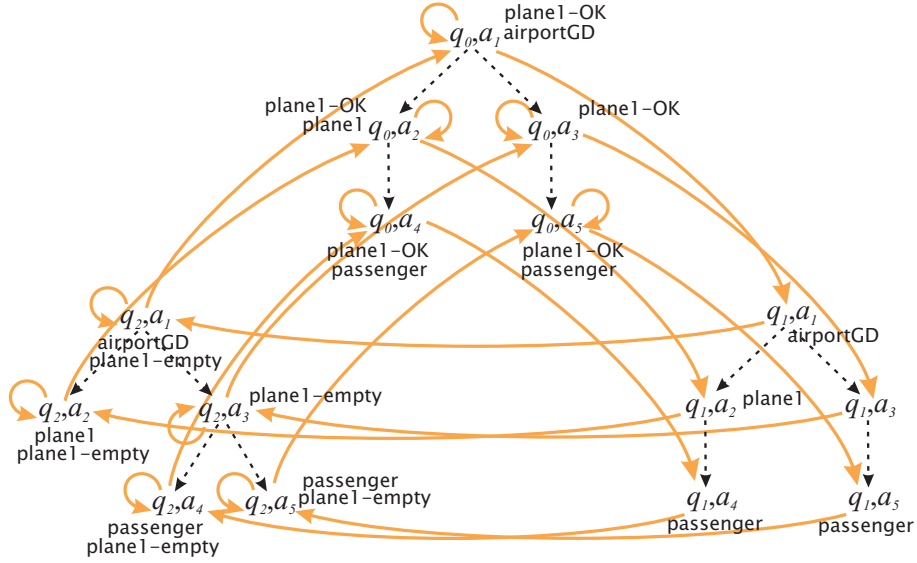 plane1-OK
q0,a1 airportGD
plane1-OK
plane1 q0,a2
plane1-OK
q0,a3
q0,a4
plane1-OK
passenger
q0,a5
plane1-OK
passenger
q2,a1
airportGD
plane1-empty
q1,a1
airportGD
q2,a2
plane1
plane1-empty
q2,a3 plane1-empty
q1,a2 plane1
q1,a3
q2,a4
passenger
plane1-empty
passenger
q2,a5 plane1-empty
q1,a4
passenger
q1,a5
passenger